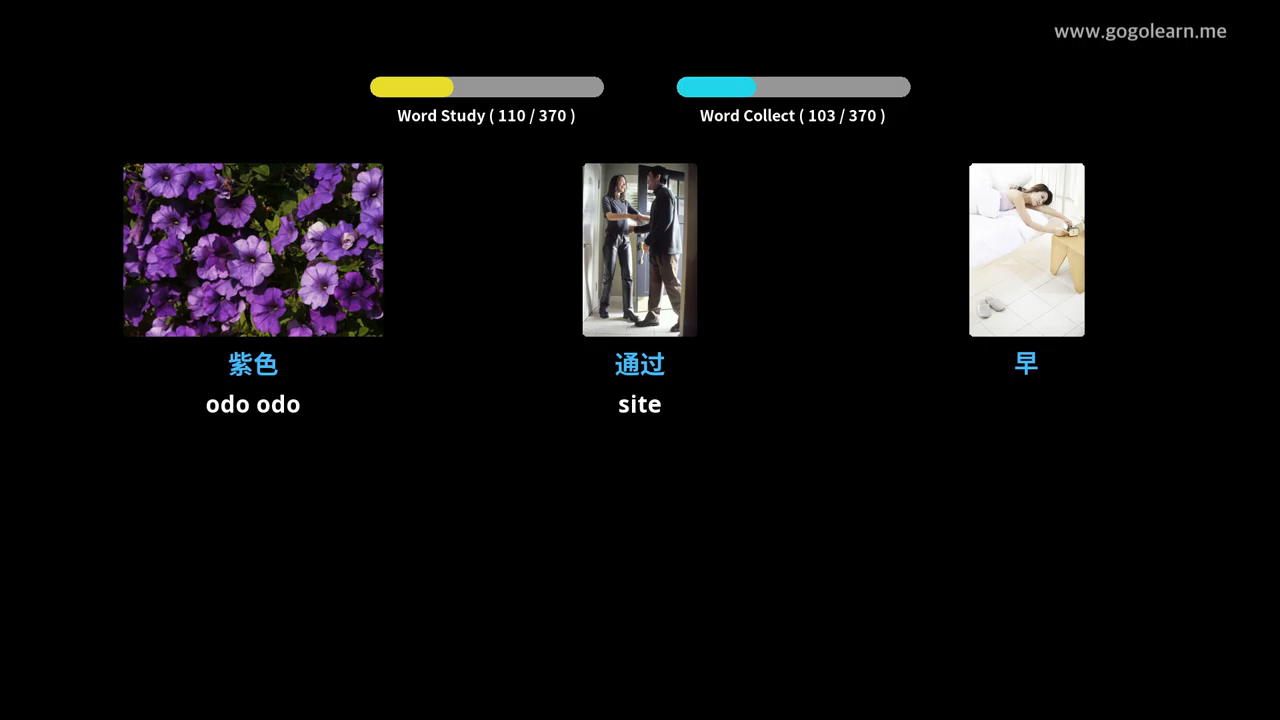 www.gogolearn.me
Word Study ( 110 / 370 )
Word Collect ( 103 / 370 )
紫色
通过
早
odo odo
site